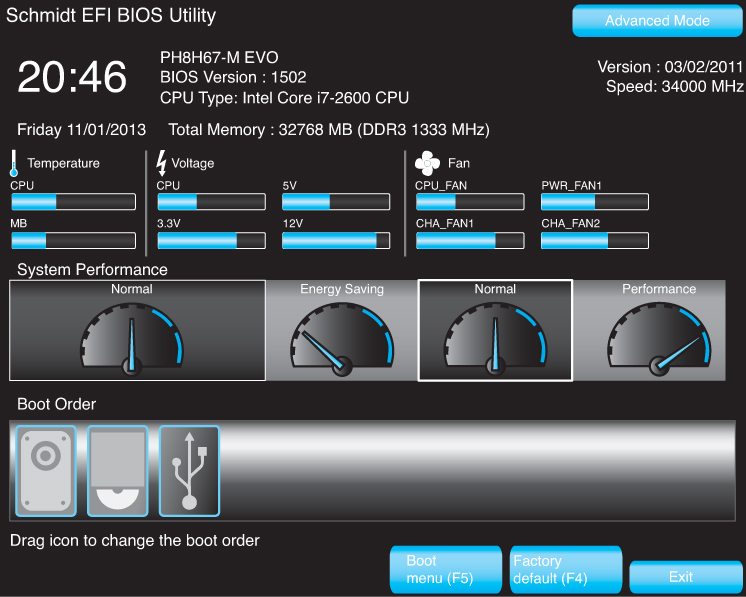 Schmidt EFI BIOS Utility
Advanced Mode
20:46
PH8H67-M EVO
BIOS Version : 1502
CPU Type: Intel Core i7-2600 CPU
Version : 03/02/2011
Speed: 34000 MHz
Friday 11/01/2013 Total Memory : 32768 MB (DDR3 1333 MHz)
Temperature
Voltage
Fan
CPU
CPU
5V
CPU_FAN
PWR_FAN1
MB
3.3V
12V
CHA_FAN1
CHA_FAN2
System Performance
Normal
Energy Saving
Normal
Performance
Boot Order
Drag icon to change the boot order
Boot
menu (F5)
Factory
default (F4)
Exit